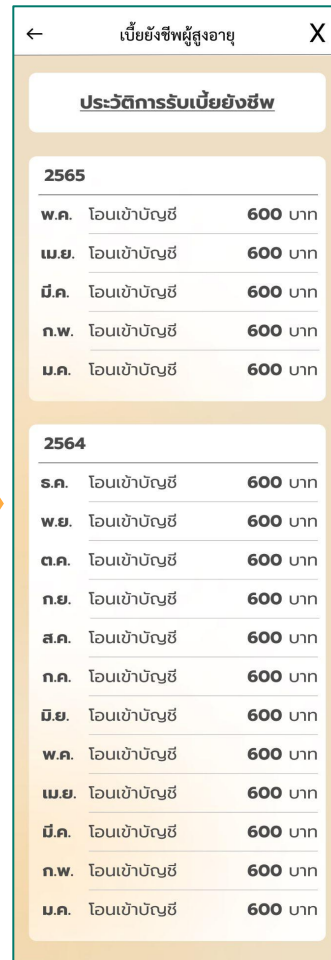 ← เบี้ยยังชีพผู้สูงอายุ X
ประวัติการรับเบี้ยยังชีพ
2565
พ.ค. โอนเข้าบัญชี 600 บาท
เม.ย. โอนเข้าบัญชี 600 บาท
มี.ค. โอนเข้าบัญชี 600 บาท
ก.พ. โอนเข้าบัญชี 600 บาท
ม.ค. โอนเข้าบัญชี 600 บาท
2564
ธ.ค. โอนเข้าบัญชี 600 บาท
พ.ย. โอนเข้าบัญชี 600 บาท
ต.ค. โอนเข้าบัญชี 600 บาท
ก.ย. โอนเข้าบัญชี 600 บาท
ส.ค. โอนเข้าบัญชี 600 บาท
ก.ค. โอนเข้าบัญชี 600 บาท
มิ.ย. โอนเข้าบัญชี 600 บาท
พ.ค. โอนเข้าบัญชี 600 บาท
เม.ย. โอนเข้าบัญชี 600 บาท
มี.ค. โอนเข้าบัญชี 600 บาท
ก.พ. โอนเข้าบัญชี 600 บาท
ม.ค. โอนเข้าบัญชี 600 บาท